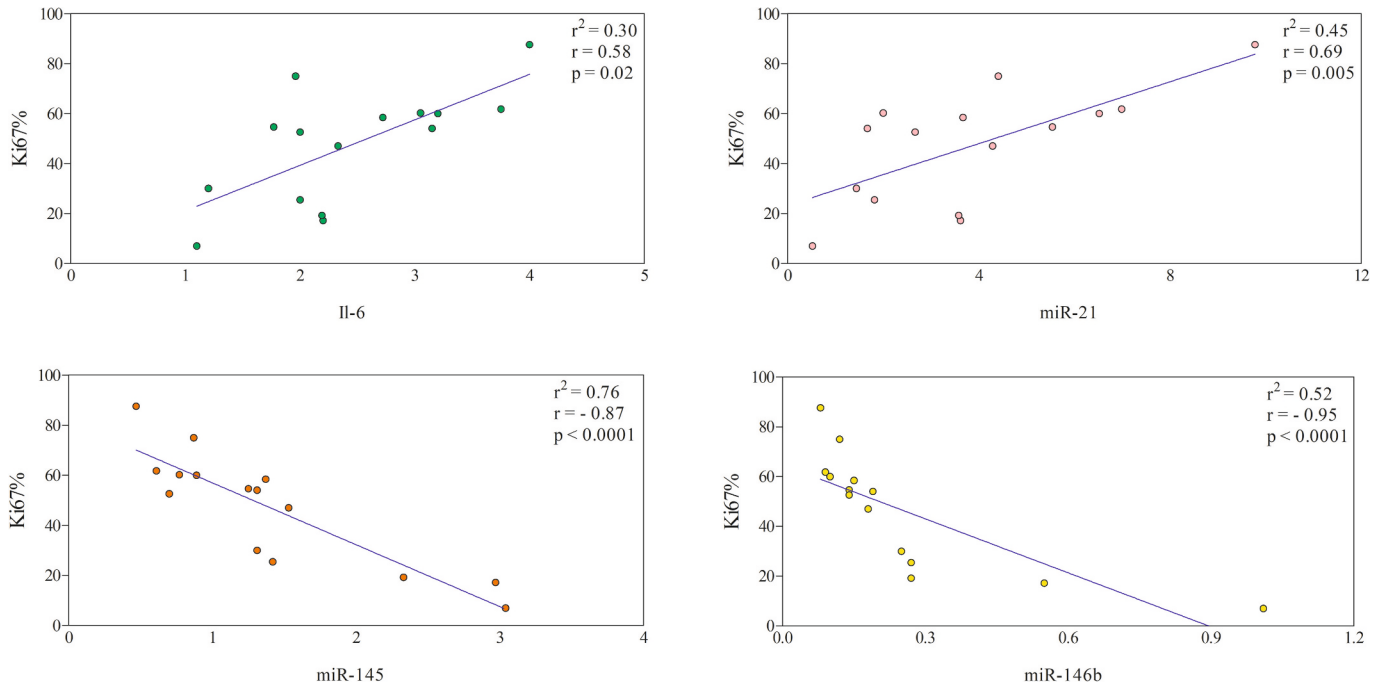 100
80
60
40
20
0
Ki67%
r2 = 0.30
r = 0.58
p = 0.02
0 1 2 3 4 5
Il-6
100
80
60
40
20
0
Ki67%
r2 = 0.45
r = 0.69
p = 0.005
0 4 8 12
miR-21
100
80
60
40
20
0
Ki67%
r2 = 0.76
r = - 0.87
p < 0.0001
0 1 2 3 4
miR-145
100
80
60
40
20
0
Ki67%
r2 = 0.52
r = - 0.95
p < 0.0001
0.0 0.3 0.6 0.9 1.2
miR-146b